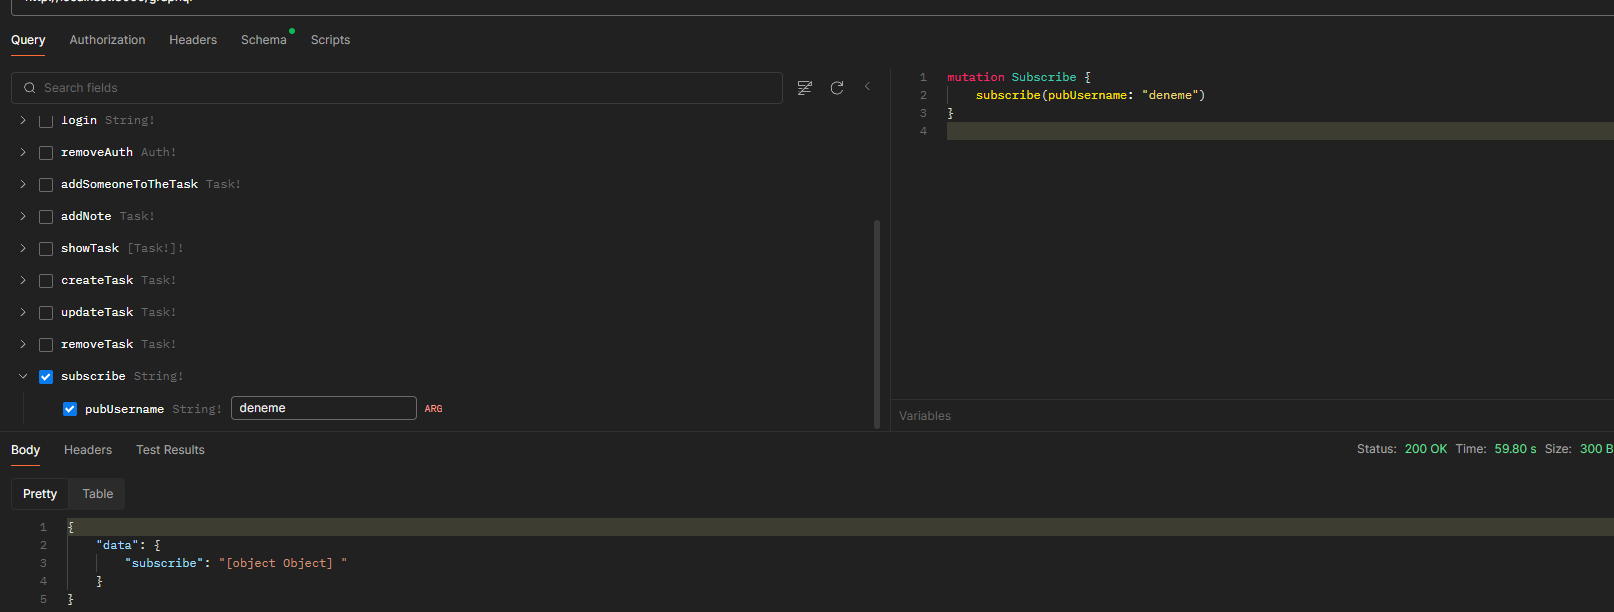 Query Authorization Headers Schema Scripts
Search fields
login String!
removeAuth Auth!
addSomeoneToTheTask Task!
addNote Task!
showTask [Task!]!
createTask Task!
updateTask Task!
removeTask Task!
subscribe String!
pubUsername String! deneme ARG
1 mutation Subscribe {
2 subscribe(pubUsername: "deneme")
3 }
4
Variables
Body Headers Test Results
Status: 200 OK Time: 59.80 s Size: 300 B
Pretty Table
1 {
2 "data": {
3 "subscribe": "[object Object] "
4 }
5 }